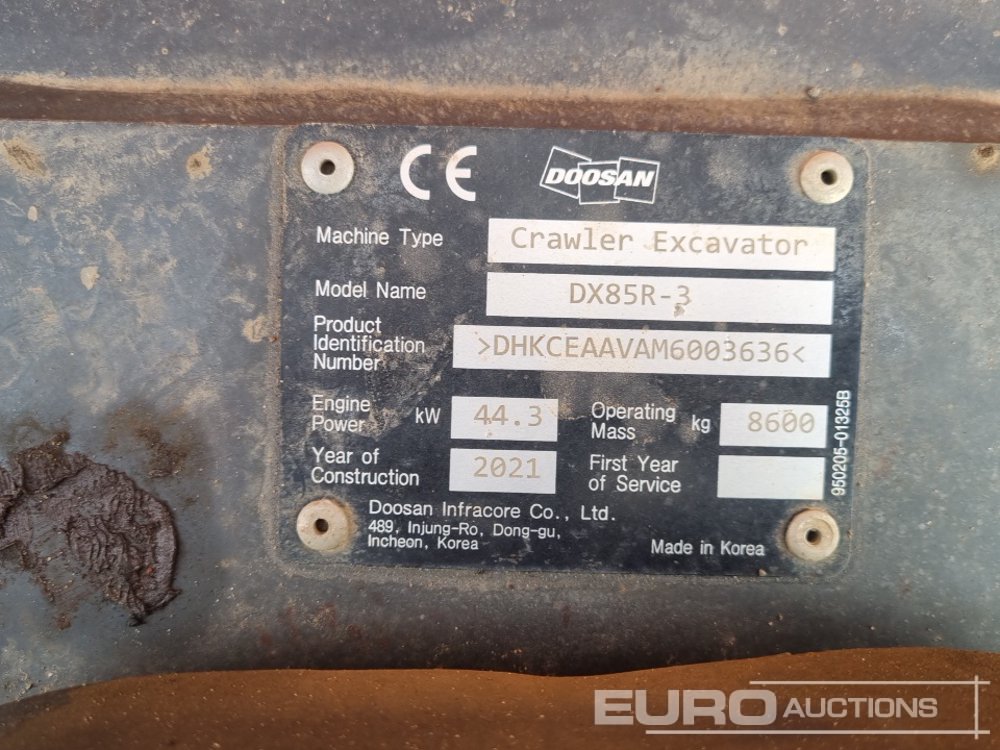 CE DOOSAN
Machine Type Crawler Excavator
Model Name DX85R-3
Product
Identification
Number >DHKCEAAVAM6003636<
Engine
Power kW 44.3 Operating
Mass kg 8600
Year of
Construction 2021 First Year
of Service
950205-01325B
Doosan Infracore Co., Ltd.
489, Injung-Ro, Dong-gu,
Incheon, Korea
Made in Korea
EURO AUCTIONS